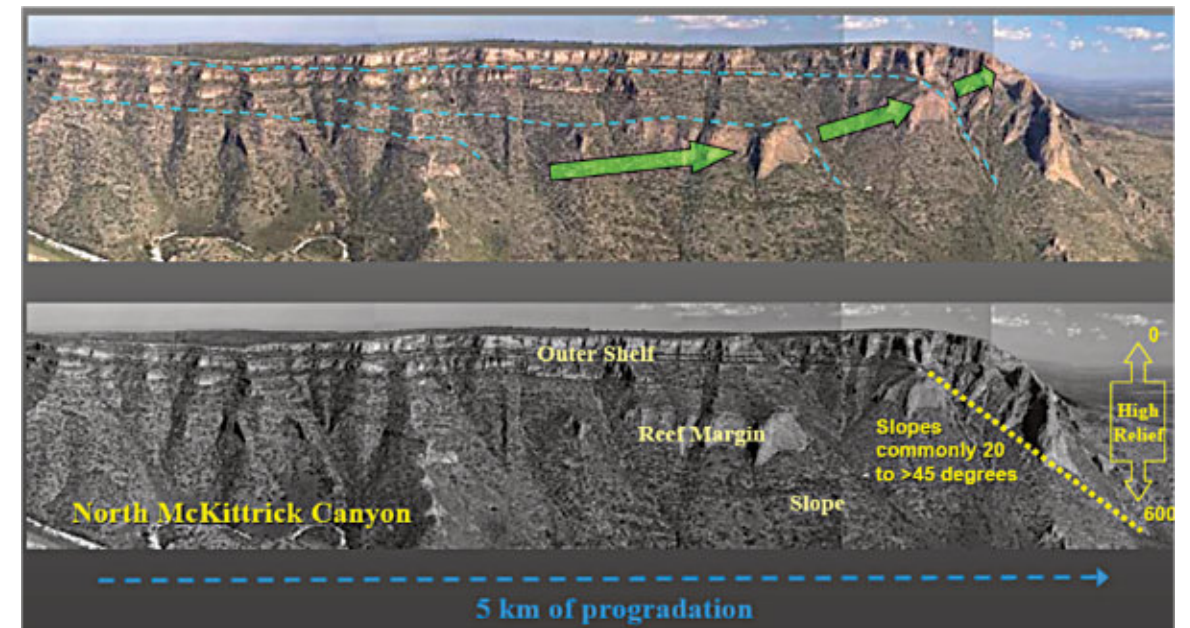 Outer Shelf
0
High
Relief
Reef Margin
Slopes
commonly 20
to >45 degrees
Slope
North McKittrick Canyon
600
5 km of progradation